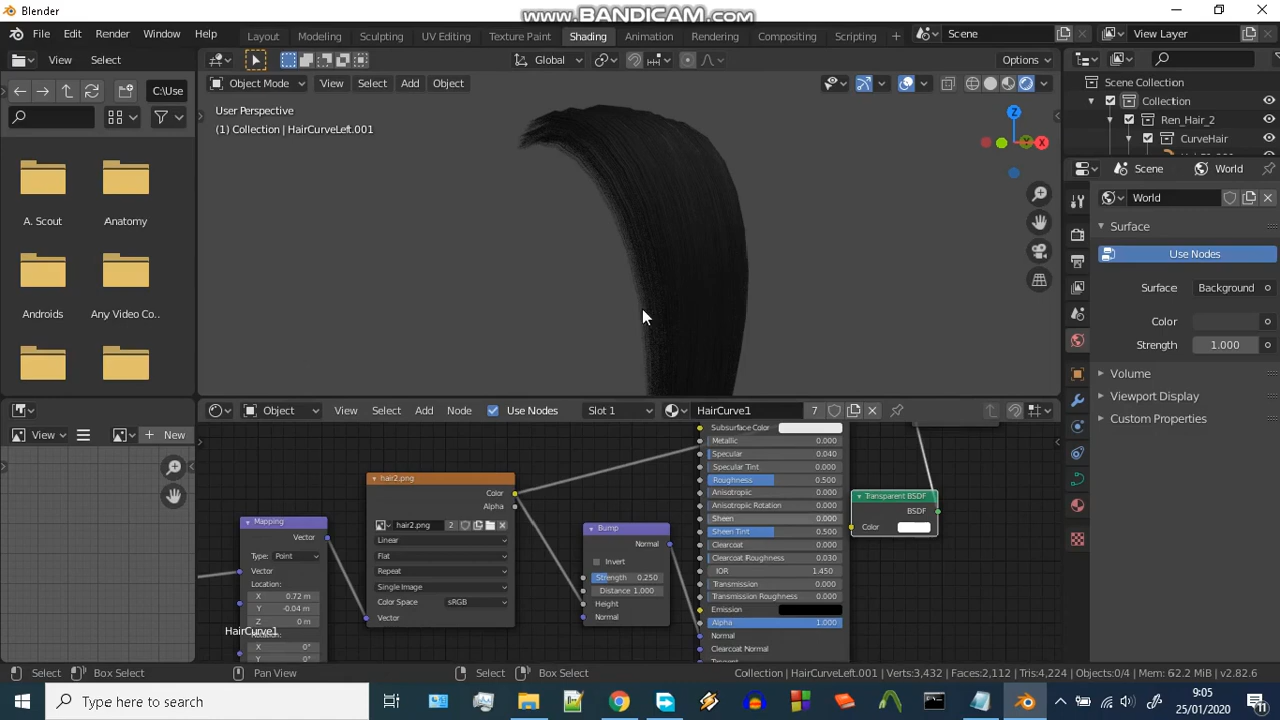 Blender
www.BANDICAM.com
File Edit Render Window Help Layout Modeling Sculpting UV Editing Texture Paint Shading Animation Rendering Compositing Scripting Scene View Layer
View Select Global Options
C:\Use Object Mode View Select Add Object Scene Collection
User Perspective Collection
(1) Collection | HairCurveLeft.001 Ren_Hair_2
CurveHair
Z
X
Scene World
World
A. Scout Anatomy
Surface
Use Nodes
Surface: Background
Androids Any Video Co...
Color
Strength 1.000
Volume
Viewport Display
Custom Properties
Object View Select Add Node Use Nodes Slot 1 HairCurve1 7
View New
Subsurface Color
Metallic 0.000
Specular 0.040
Specular Tint 0.000
Roughness 0.500
Anisotropic 0.000
Anisotropic Rotation 0.000
Sheen 0.000
Sheen Tint 0.500
Clearcoat 0.000
Clearcoat Roughness 0.030
IOR 1.450
Transmission 0.000
Transmission Roughness 0.000
Emission
Alpha 1.000
Normal
Clearcoat Normal
Tangent
hair2.png
Color
Alpha
hair2.png 2
Linear
Flat
Repeat
Single Image
Color Space sRGB
Vector
Mapping
Vector
Type: Point
Vector
Location:
X 0.72 m
Y -0.04 m
Z 0 m
Rotation:
X 0°
Y 0°
HairCurve1
Bump
Normal
Invert
Strength 0.250
Distance 1.000
Height
Normal
Transparent BSDF
BSDF
Color
Select Box Select Pan View Select Box Select Collection | HairCurveLeft.001 | Verts:3,432 | Faces:2,112 | Tris:4,224 | Objects:0/4 | Mem: 62.2 MiB | v2.82.6
Type here to search
9:05
25/01/2020